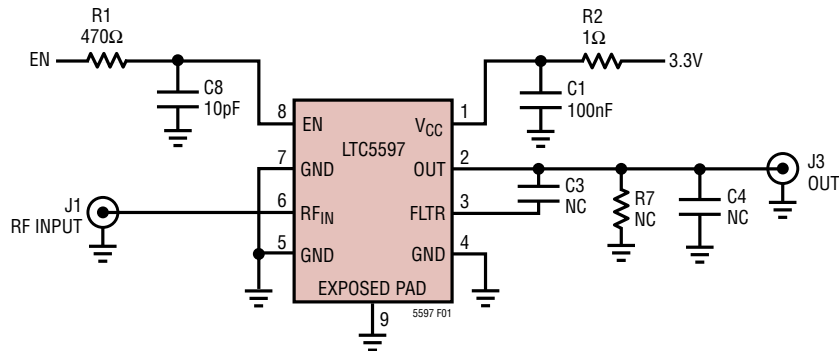 R1
470Ω
EN
C8
10pF
R2
1Ω
3.3V
C1
100nF
8
EN
7
GND
6
RFIN
5
GND
LTC5597
VCC
1
OUT
2
FLTR
3
GND
4
EXPOSED PAD
9
5597 F01
J1
RF INPUT
C3
NC
R7
NC
C4
NC
J3
OUT